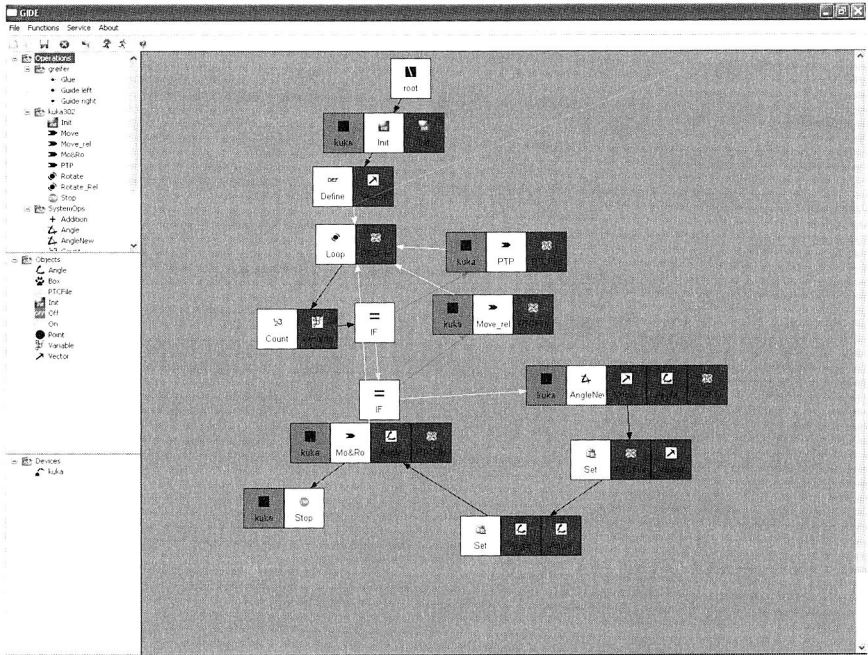 GIDE
File Functions Service About
Operations
greifer
Glue
Guide left
Guide right
kuka302
Init
Move
Move_rel
Mo&Ro
PTP
Rotate
Rotate_Rel
Stop
SystemOps
Addition
Angle
AngleNew
Count
Objects
Angle
Box
PTCFile
Init
Off
On
Point
Variable
Vector
Devices
kuka
root
kuka Init
DEF
Define
Loop
kuka PTP
Count
IF
kuka Move_rel
IF
kuka AngleNew
kuka Mo&Ro
Set
kuka Stop
Set